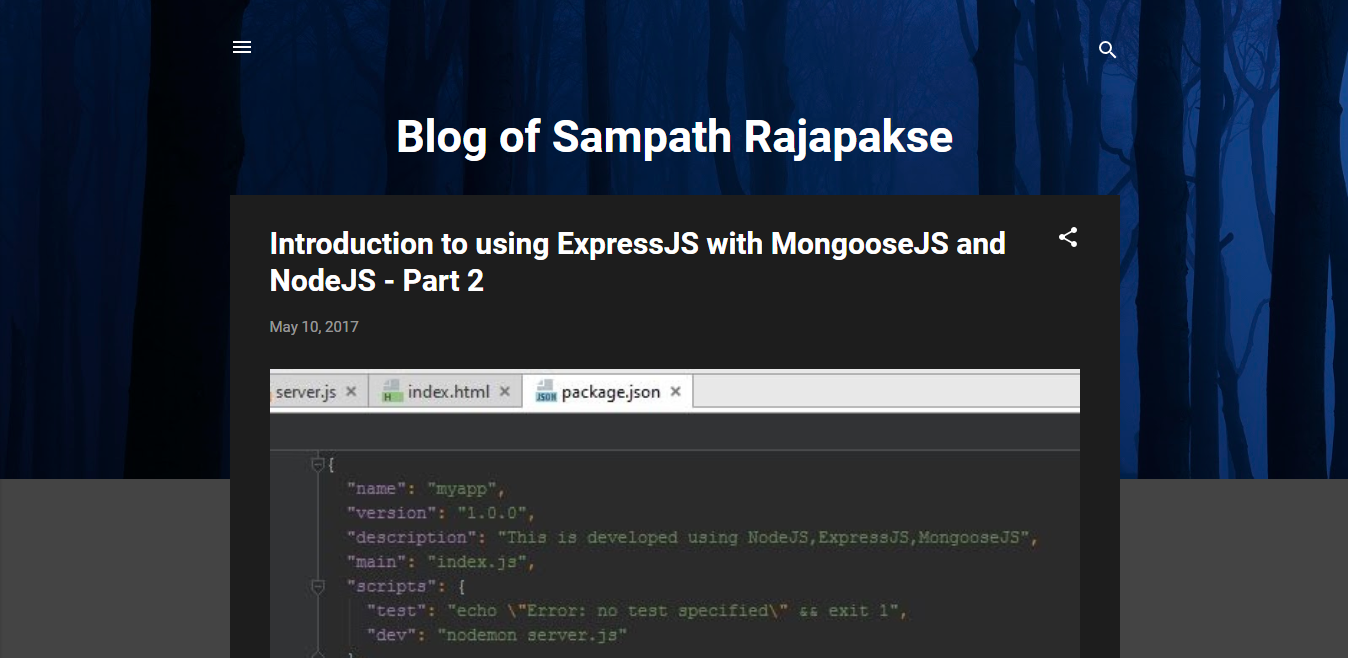 Blog of Sampath Rajapakse
Introduction to using ExpressJS with MongooseJS and
NodeJS - Part 2
May 10, 2017
server.js × index.html × package.json ×
{
"name": "myapp",
"version": "1.0.0",
"description": "This is developed using NodeJS,ExpressJS,MongooseJS",
"main": "index.js",
"scripts": {
"test": "echo \"Error: no test specified\" && exit 1",
"dev": "nodemon server.js"
}